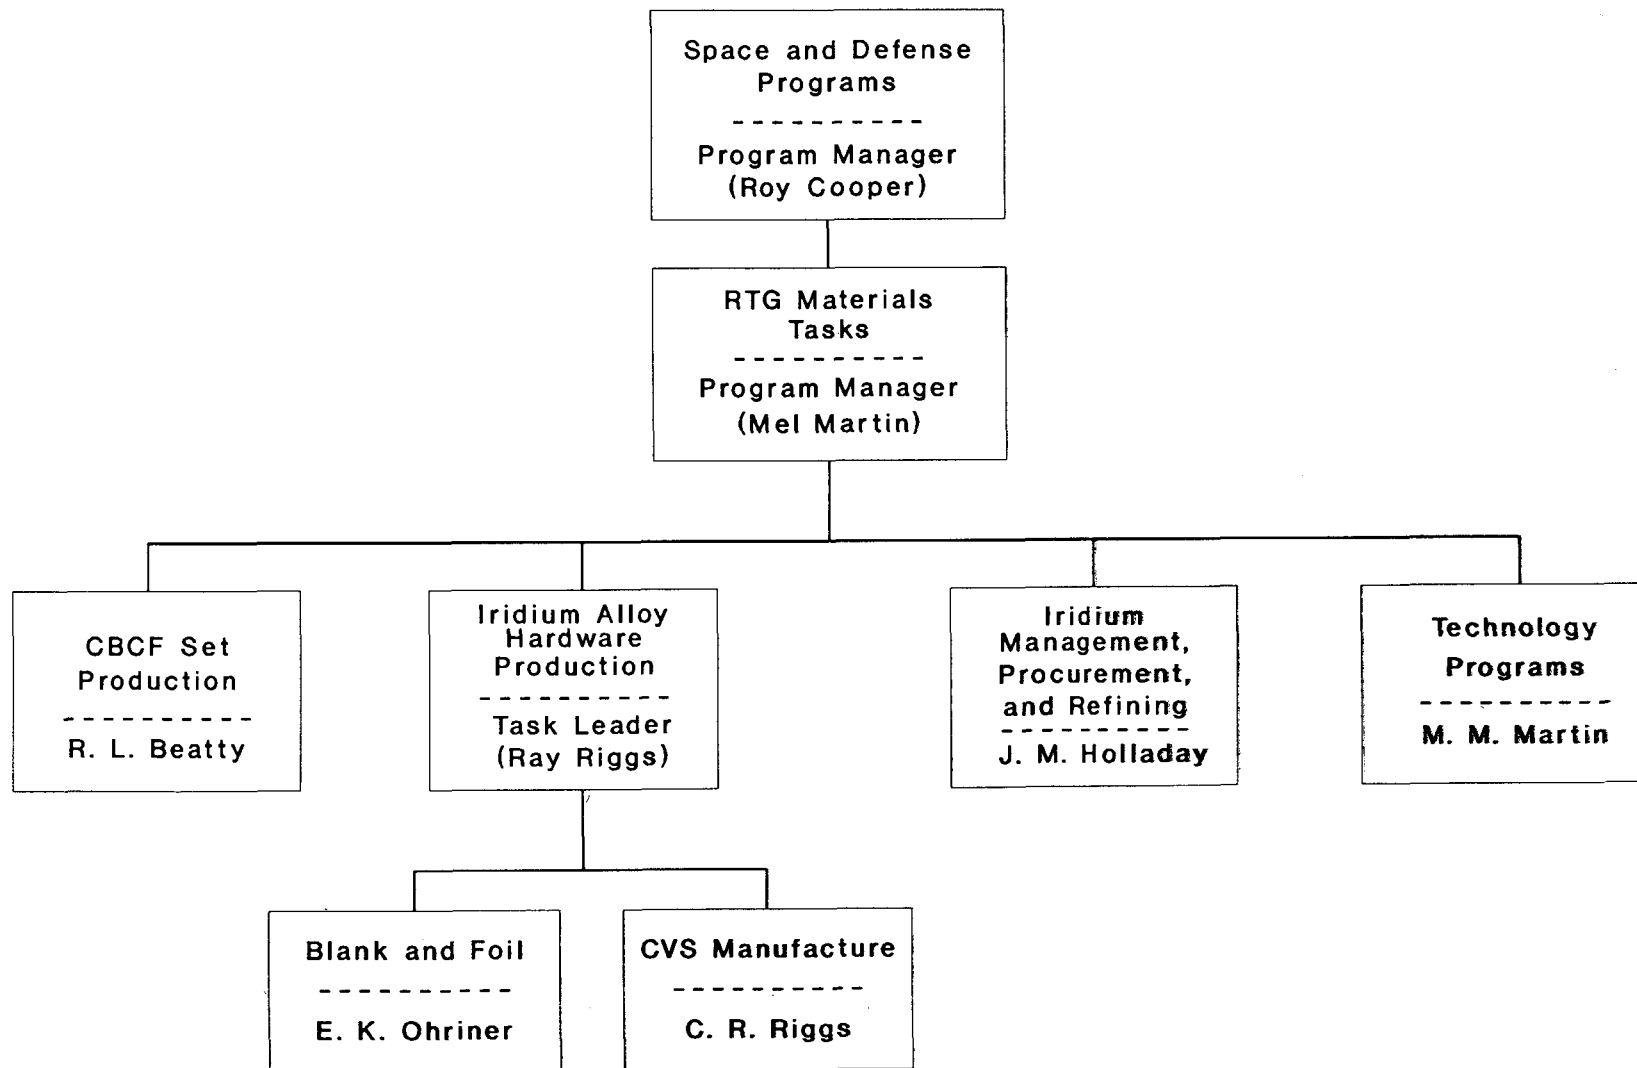 Space and Defense
Programs
----------
Program Manager
(Roy Cooper)
RTG Materials
Tasks
----------
Program Manager
(Mel Martin)
CBCF Set
Production
----------
R. L. Beatty
Iridium Alloy
Hardware
Production
----------
Task Leader
(Ray Riggs)
Iridium
Management,
Procurement,
and Refining
----------
J. M. Holladay
Technology
Programs
----------
M. M. Martin
Blank and Foil
----------
E. K. Ohriner
CVS Manufacture
----------
C. R. Riggs